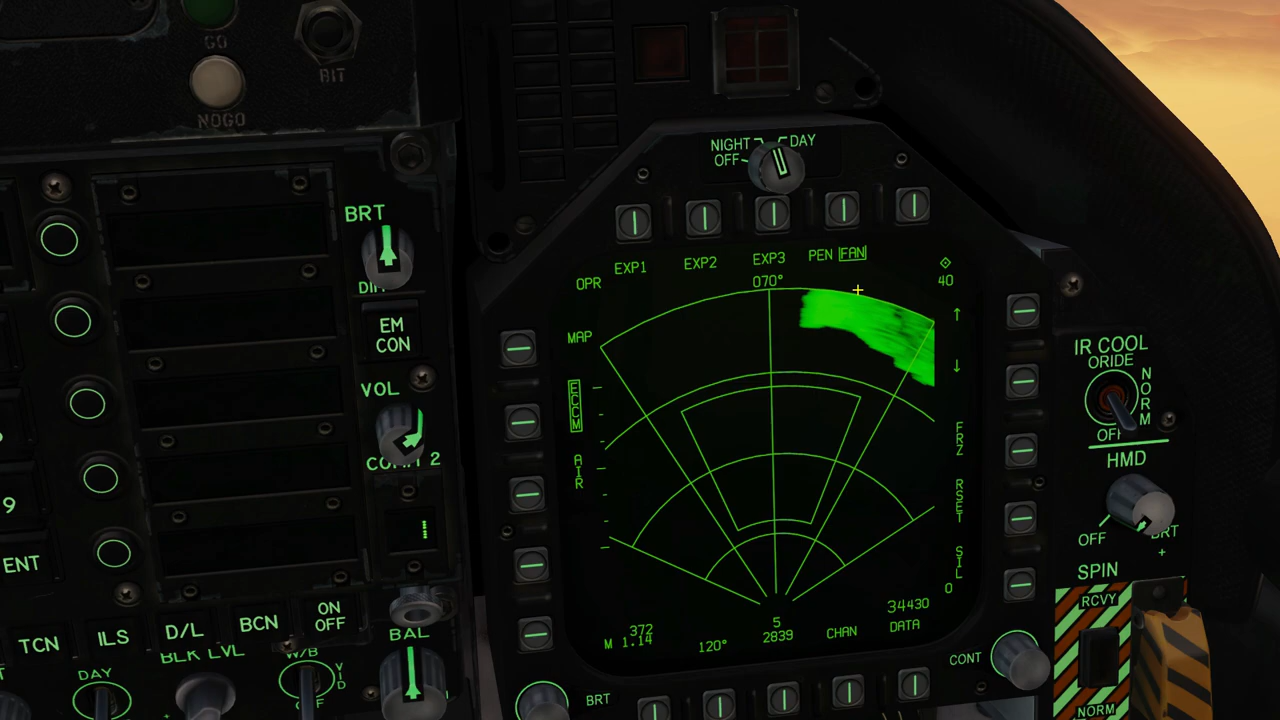 GO
BIT
NOGO
NIGHT DAY
OFF
BRT
DIM
EM
CON
VOL
COMM 2
9
ENT
TCN ILS D/L BCN ON
OFF
BLK LVL W/B
DAY
VID
OFF
BAL
OPR EXP1 EXP2 EXP3 PEN FAN
070° 40
MAP
ECCM
AIR
FRZ
RSET
SIL
0
372
M 1.14 120° 5
2839 CHAN 34430
DATA
BRT
CONT
IR COOL
ORIDE
NORM
OFF
HMD
OFF BRT
+
SPIN
RCVY
NORM